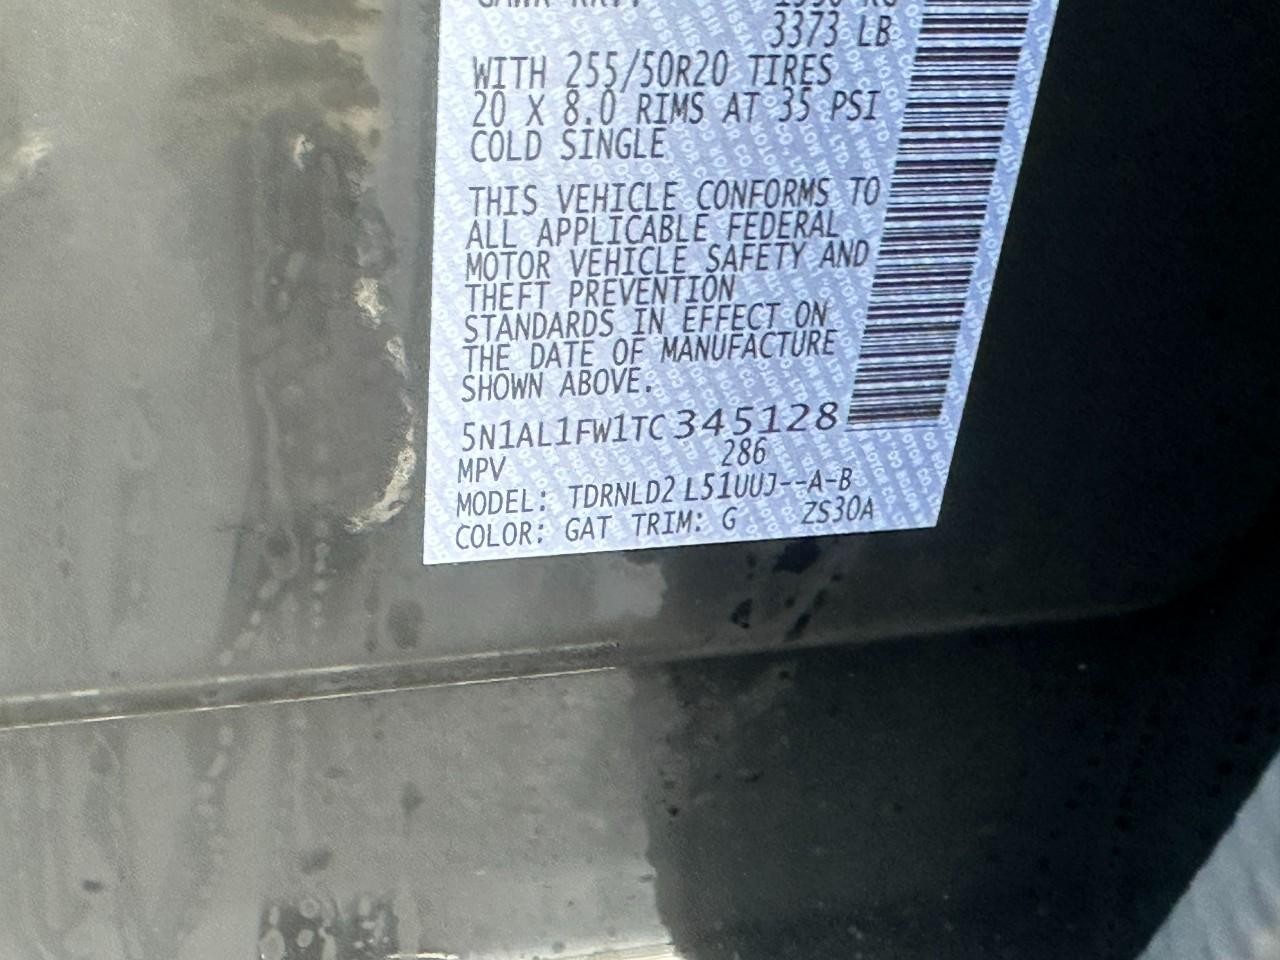 3373 LB
WITH 255/50R20 TIRES
20 X 8.0 RIMS AT 35 PSI
COLD SINGLE
THIS VEHICLE CONFORMS TO
ALL APPLICABLE FEDERAL
MOTOR VEHICLE SAFETY AND
THEFT PREVENTION
STANDARDS IN EFFECT ON
THE DATE OF MANUFACTURE
SHOWN ABOVE.
5N1AL1FW1TC345128
MPV 286
MODEL: TDRNLD2 L51UUJ--A-B
COLOR: GAT TRIM: G ZS30A